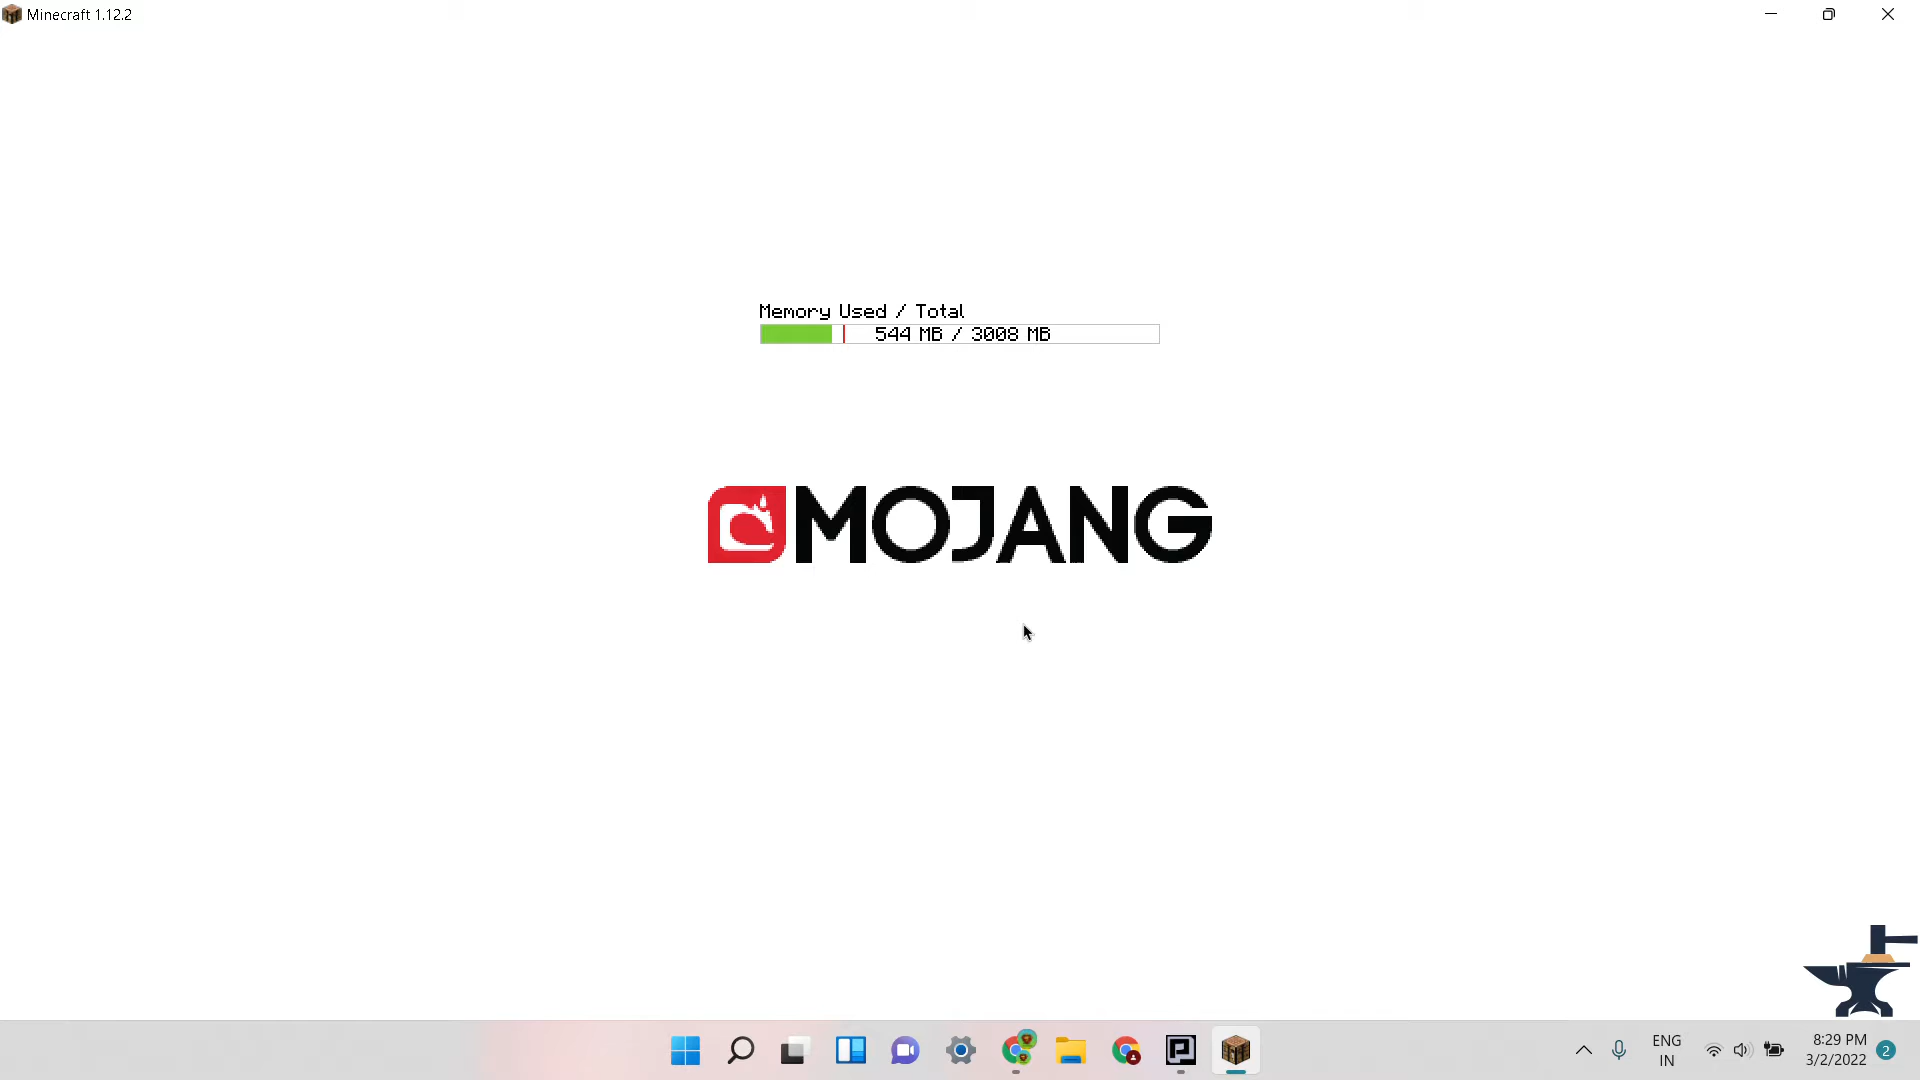 Minecraft 1.12.2
Memory Used / Total
544 MB / 3008 MB
MOJANG
ENG
IN
8:29 PM
3/2/2022
2